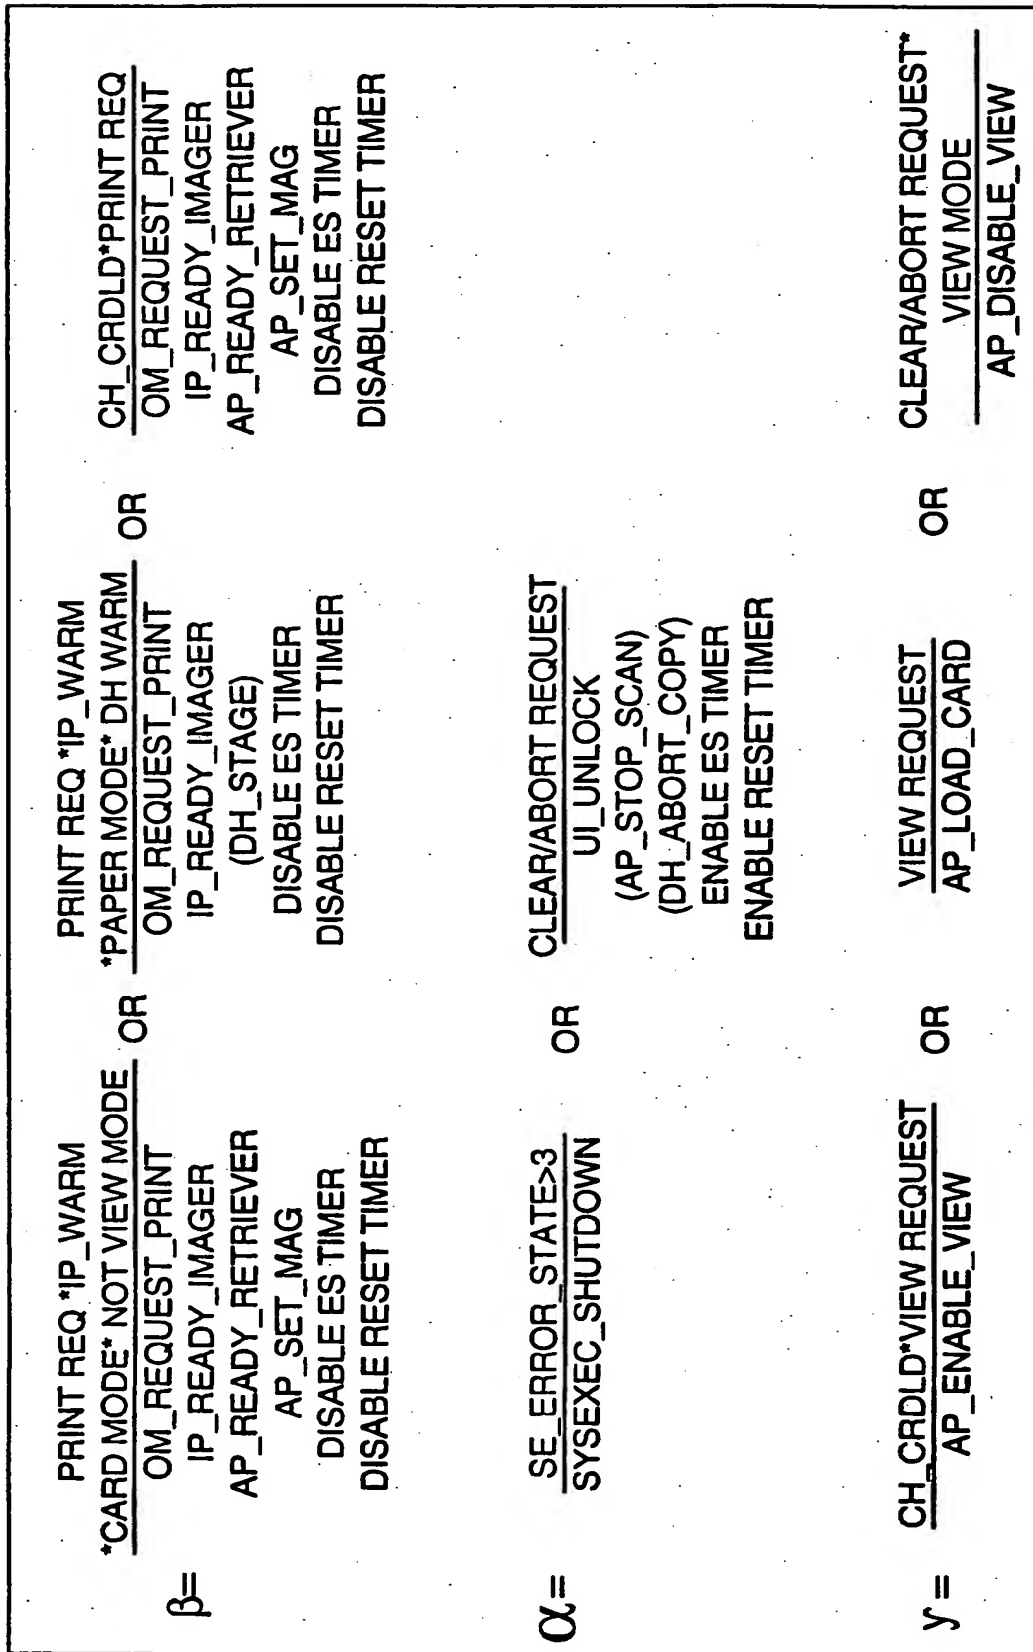 β=
PRINT REQ *IP_WARM
*CARD MODE* NOT VIEW MODE
OM_REQUEST_PRINT
IP_READY_IMAGER
AP_READY_RETRIEVER
AP_SET_MAG
DISABLE ES TIMER
DISABLE RESET TIMER
OR
PRINT REQ *IP_WARM
*PAPER MODE* DH WARM
OM_REQUEST_PRINT
IP_READY_IMAGER
(DH_STAGE)
DISABLE ES TIMER
DISABLE RESET TIMER
OR
CH_CRDLD*PRINT REQ
OM_REQUEST_PRINT
IP_READY_IMAGER
AP_READY_RETRIEVER
AP_SET_MAG
DISABLE ES TIMER
DISABLE RESET TIMER
α=
SE_ERROR_STATE>3
SYSEXEC_SHUTDOWN
OR
CLEAR/ABORT REQUEST
UI_UNLOCK
(AP_STOP_SCAN)
(DH_ABORT_COPY)
ENABLE ES TIMER
ENABLE RESET TIMER
γ=
CH_CRDLD*VIEW REQUEST
AP_ENABLE_VIEW
OR
VIEW REQUEST
AP_LOAD_CARD
OR
CLEAR/ABORT REQUEST*
VIEW MODE
AP_DISABLE_VIEW